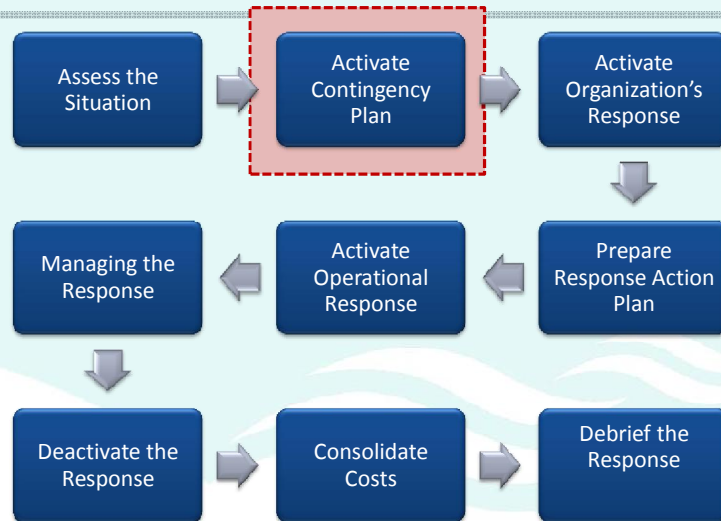 Assess the
Situation
Activate
Contingency
Plan
Activate
Organization's
Response
Managing the
Response
Activate
Operational
Response
Prepare
Response Action
Plan
Deactivate the
Response
Consolidate
Costs
Debrief the
Response